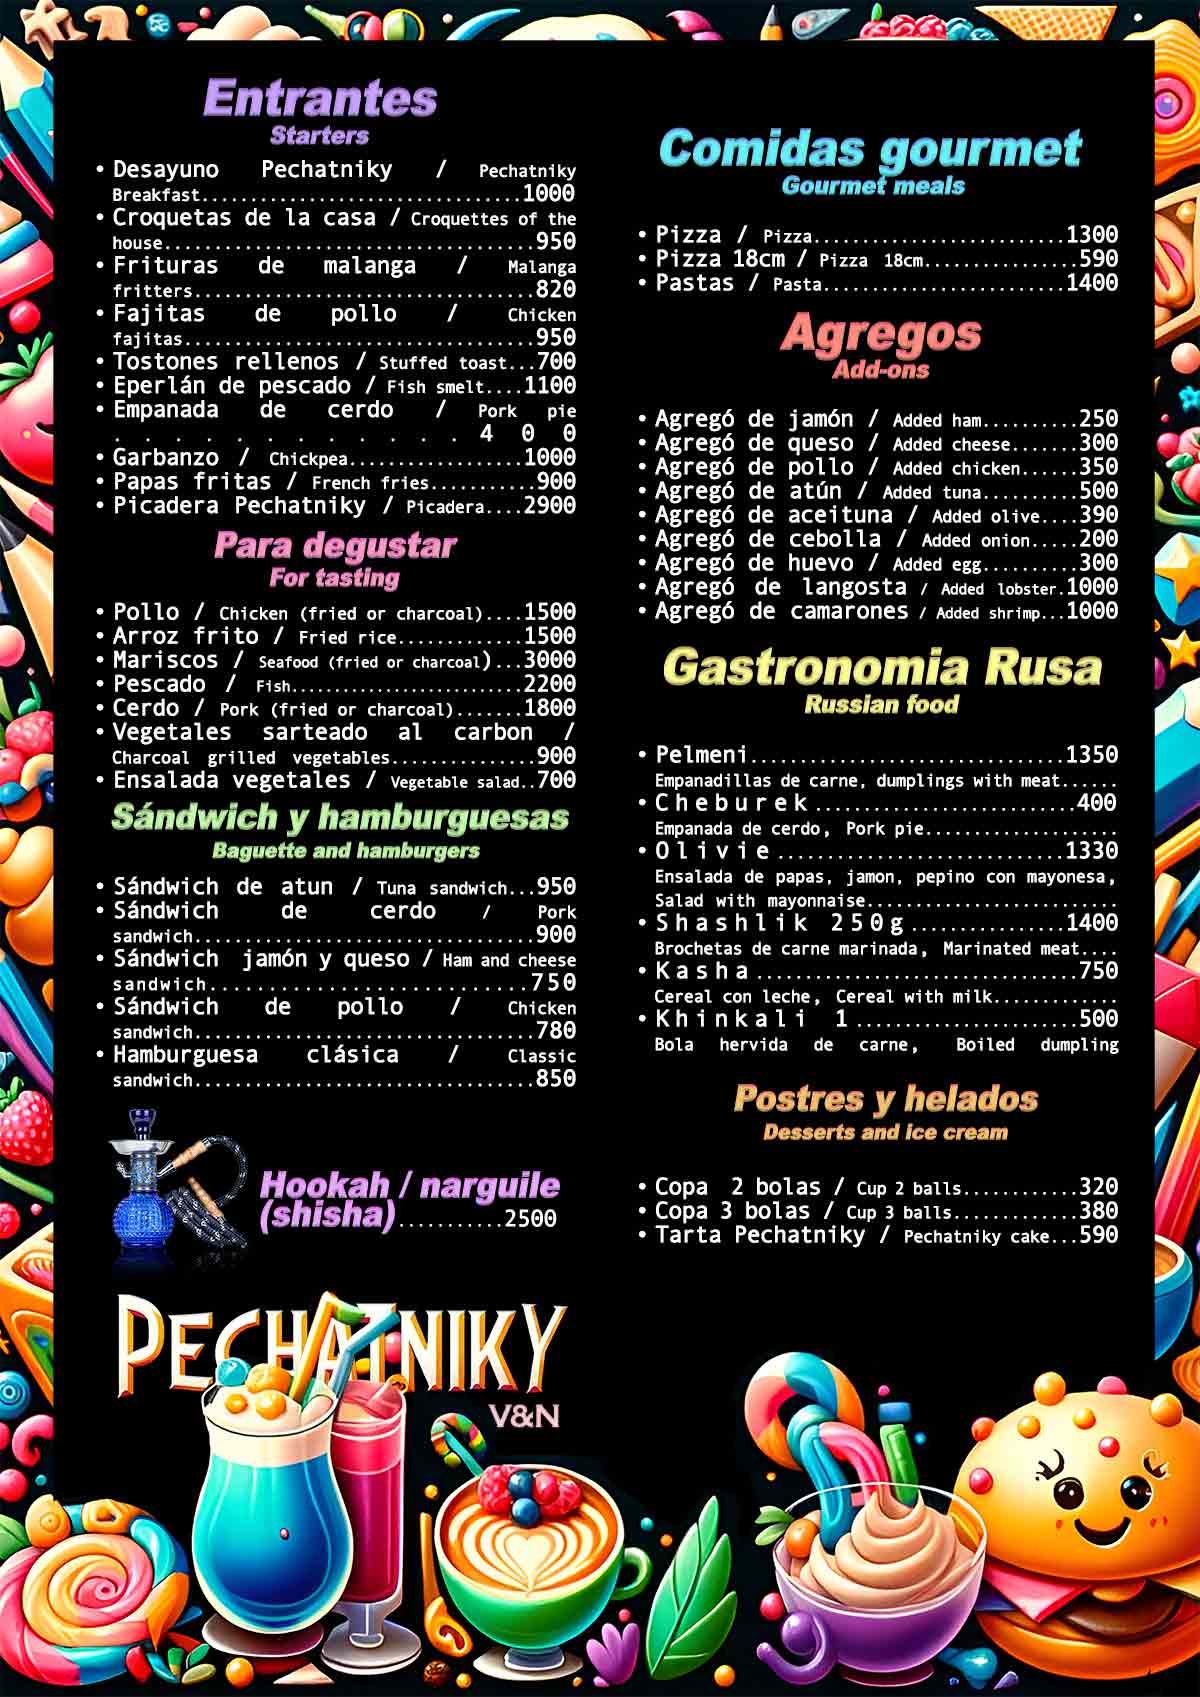 Entrantes
Starters
• Desayuno Pechatniky / Pechatniky
Breakfast................................1000
• Croquetas de la casa / Croquettes of the
house.....................................950
• Frituras de malanga / Malanga
fritters..................................820
• Fajitas de pollo / Chicken
fajitas...................................950
• Tostones rellenos / Stuffed toast...700
• Eperlán de pescado / Fish smelt....1100
• Empanada de cerdo / Pork pie
. . . . . . . . . . . . 4 0 0
• Garbanzo / Chickpea..................1000
• Papas fritas / French fries...........900
• Picadera Pechatniky / Picadera....2900
Para degustar
For tasting
• Pollo / Chicken (fried or charcoal)....1500
• Arroz frito / Fried rice.............1500
• Mariscos / Seafood (fried or charcoal)...3000
• Pescado / Fish........................2200
• Cerdo / Pork (fried or charcoal).......1800
• Vegetales sarteado al carbon /
Charcoal grilled vegetables...............900
• Ensalada vegetales / Vegetable salad..700
Sándwich y hamburguesas
Baguette and hamburgers
• Sándwich de atun / Tuna sandwich...950
• Sándwich de cerdo / Pork
sandwich..................................900
• Sándwich jamón y queso / Ham and cheese
sandwich.............................750
• Sándwich de pollo / Chicken
sandwich..................................780
• Hamburguesa clásica / Classic
sandwich..................................850
Hookah / narguile
(shisha)...........2500
PECHATNIKY
V&N
Comidas gourmet
Gourmet meals
• Pizza / Pizza.........................1300
• Pizza 18cm / Pizza 18cm................590
• Pastas / Pasta........................1400
Agregos
Add-ons
• Agregó de jamón / Added ham..........250
• Agregó de queso / Added cheese.......300
• Agregó de pollo / Added chicken......350
• Agregó de atún / Added tuna..........500
• Agregó de aceituna / Added olive....390
• Agregó de cebolla / Added onion.....200
• Agregó de huevo / Added egg..........300
• Agregó de langosta / Added lobster.1000
• Agregó de camarones / Added shrimp...1000
Gastronomia Rusa
Russian food
• Pelmeni................................1350
Empanadillas de carne, dumplings with meat......
• Cheburek..........................400
Empanada de cerdo, Pork pie....................
• Olivie.............................1330
Ensalada de papas, jamon, pepino con mayonesa,
Salad with mayonnaise..........................
• Shashlik 250g................1400
Brochetas de carne marinada, Marinated meat....
• Kasha.................................750
Cereal con leche, Cereal with milk.............
• Khinkali 1.......................500
Bola hervida de carne, Boiled dumpling
Postres y helados
Desserts and ice cream
• Copa 2 bolas / Cup 2 balls............320
• Copa 3 bolas / Cup 3 balls.............380
• Tarta Pechatniky / Pechatniky cake...590